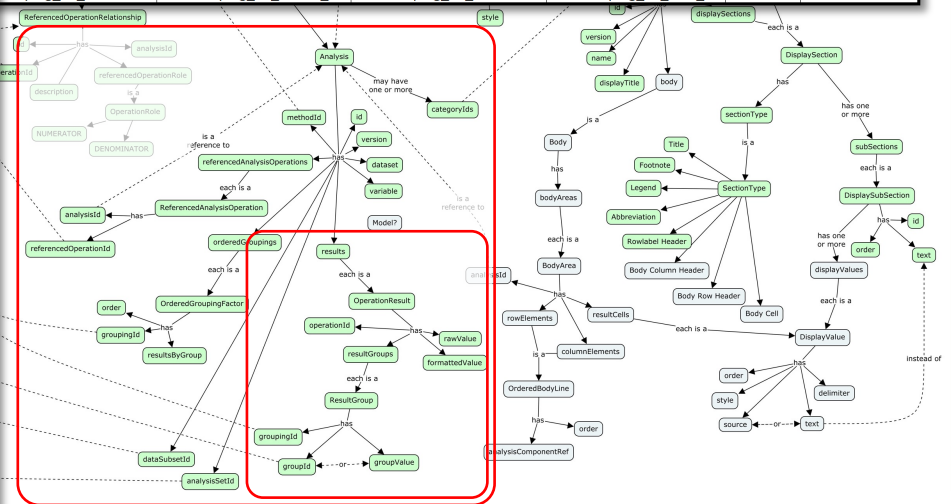 ReferencedOperationRelationship
style
has
analysisId
referencedOperationRole
description
is a
OperationRole
NUMERATOR
DENOMINATOR
Analysis
may have
one or more
categoryIds
methodId
id
version
has
dataset
variable
is a
reference to
referencedAnalysisOperations
each is a
ReferencedAnalysisOperation
analysisId
has
referencedOperationId
orderedGroupings
each is a
OrderedGroupingFactor
order
has
groupingId
resultsByGroup
Model?
results
each is a
OperationResult
operationId
has
rawValue
resultGroups
formattedValue
each is a
ResultGroup
has
groupingId
groupId
or
groupValue
dataSubsetId
analysisSetId
is a
reference to
id
version
name
displayTitle
body
is a
Body
has
bodyAreas
each is a
BodyArea
analysisId
has
rowElements
resultCells
each is a
columnElements
is a
OrderedBodyLine
has
order
analysisComponentRef
displaySections
each is a
DisplaySection
has
sectionType
is a
SectionType
Title
Footnote
Legend
Abbreviation
Rowlabel Header
Body Column Header
Body Row Header
Body Cell
has one
or more
subSections
each is a
DisplaySubSection
has
id
order
text
has one
or more
displayValues
each is a
DisplayValue
has
order
style
source
or
text
delimiter
instead of